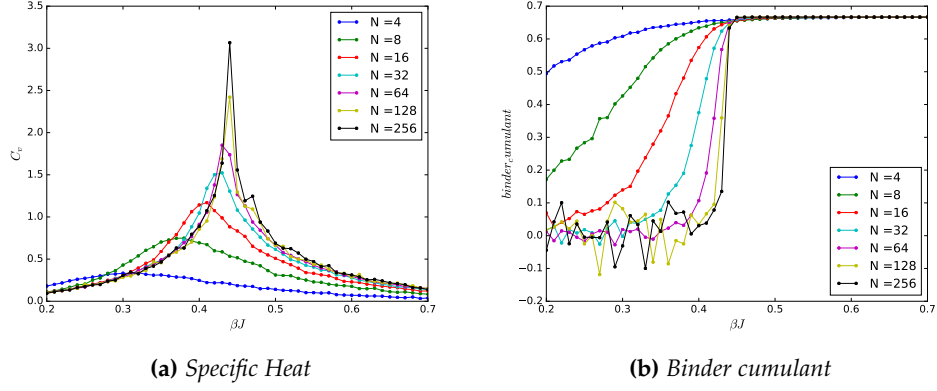 3.5
3.0
2.5
2.0
1.5
1.0
0.5
0.0
0.2 0.3 0.4 0.5 0.6 0.7
C_v
βJ
N =4
N =8
N =16
N =32
N =64
N =128
N =256
(a) Specific Heat
0.7
0.6
0.5
0.4
0.3
0.2
0.1
0.0
−0.1
−0.2
0.2 0.3 0.4 0.5 0.6 0.7
binder_cumulant
βJ
N =4
N =8
N =16
N =32
N =64
N =128
N =256
(b) Binder cumulant